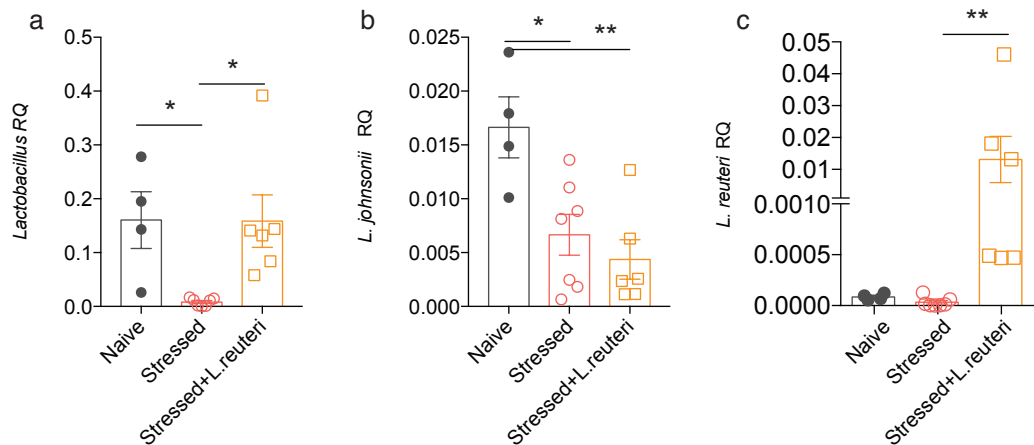 a
Lactobacillus RQ
0.5
0.4
0.3
0.2
0.1
0.0
*
*
Naive
Stressed
Stressed+L.reuteri
b
L. johnsonii RQ
0.025
0.020
0.015
0.010
0.005
0.000
*
**
Naive
Stressed
Stressed+L.reuteri
c
L. reuteri RQ
0.05
0.04
0.03
0.02
0.01
0.0010
0.0005
0.0000
**
Naive
Stressed
Stressed+L.reuteri